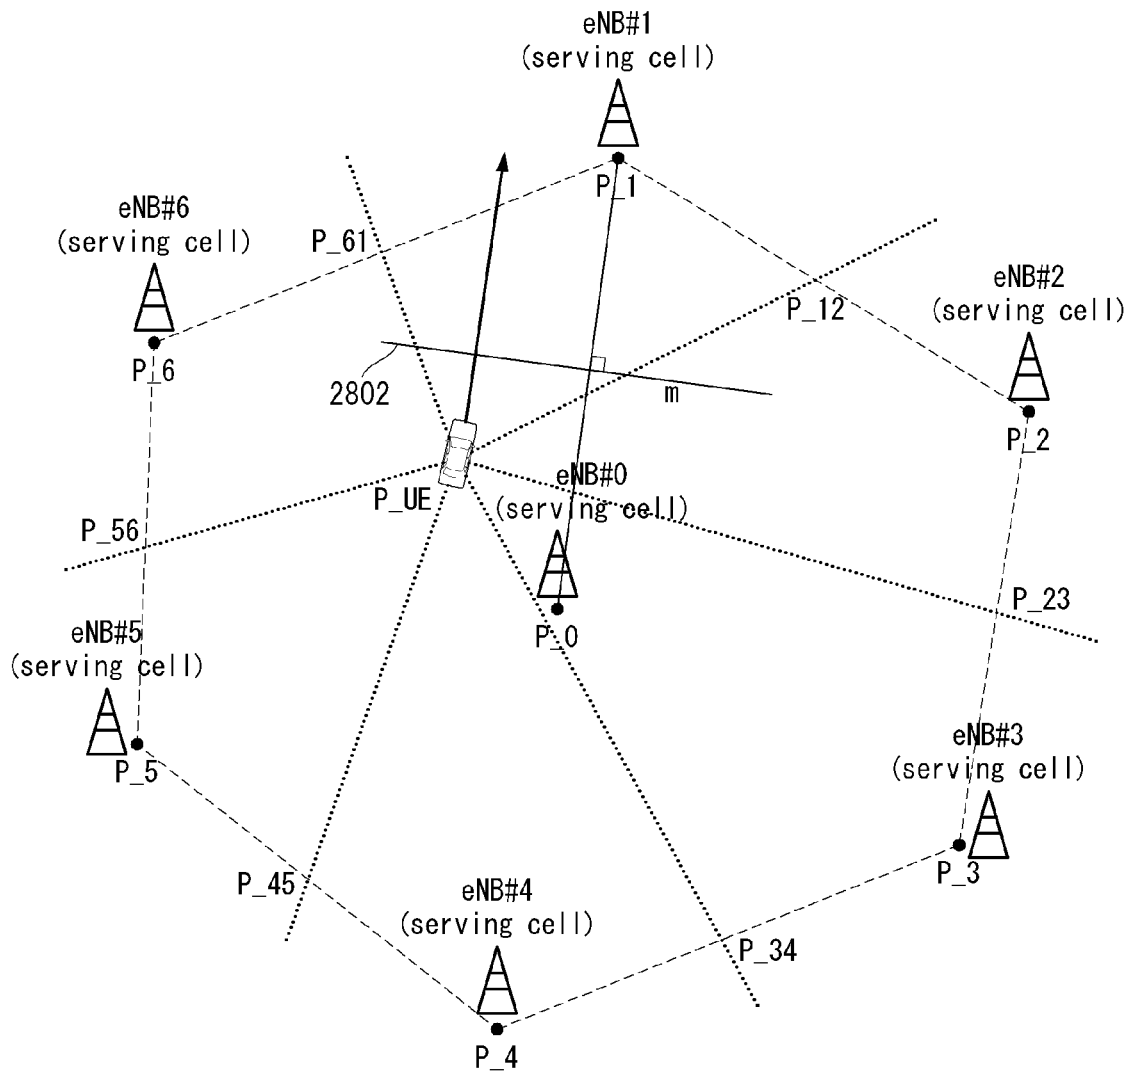 eNB#1
(serving cell)
P_1
eNB#6
(serving cell)
P_61
P_6
eNB#2
(serving cell)
P_12
P_2
2802
m
eNB#0
(serving cell)
P_UE
P_0
P_56
P_23
eNB#5
(serving cell)
P_5
eNB#3
(serving cell)
P_3
P_45
eNB#4
(serving cell)
P_34
P_4